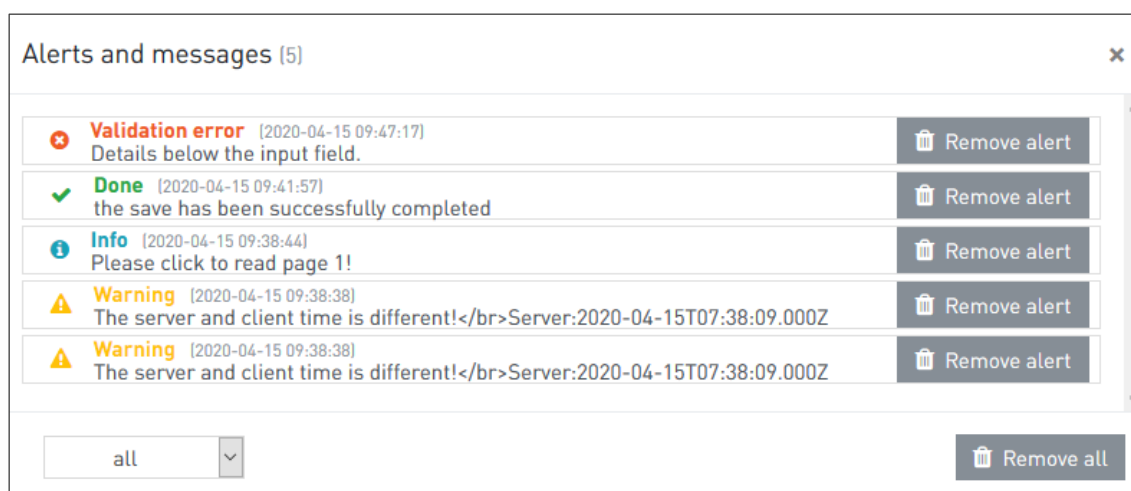 Alerts and messages (5)
Validation error (2020-04-15 09:47:17)
Details below the input field.
Remove alert
Done (2020-04-15 09:41:57)
the save has been successfully completed
Remove alert
Info (2020-04-15 09:38:44)
Please click to read page 1!
Remove alert
Warning (2020-04-15 09:38:38)
The server and client time is different!</br>Server:2020-04-15T07:38:09.000Z
Remove alert
Warning (2020-04-15 09:38:38)
The server and client time is different!</br>Server:2020-04-15T07:38:09.000Z
Remove alert
all
Remove all